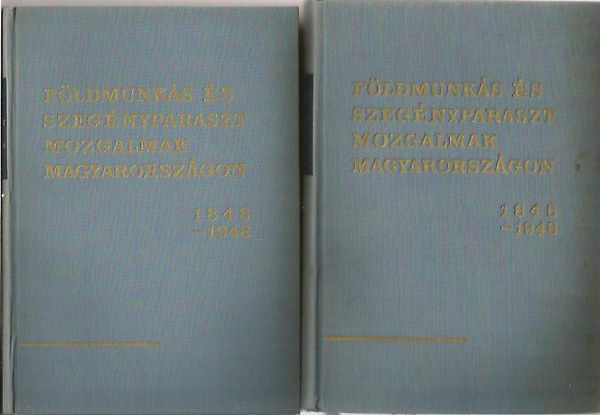 FÖLDMUNKÁS ÉS
SZEGÉNYPARASZT
MOZGALMAK
MAGYARORSZÁGON
1848
-1948
FÖLDMUNKÁS ÉS
SZEGÉNYPARASZT
MOZGALMAK
MAGYARORSZÁGON
1848
-1948